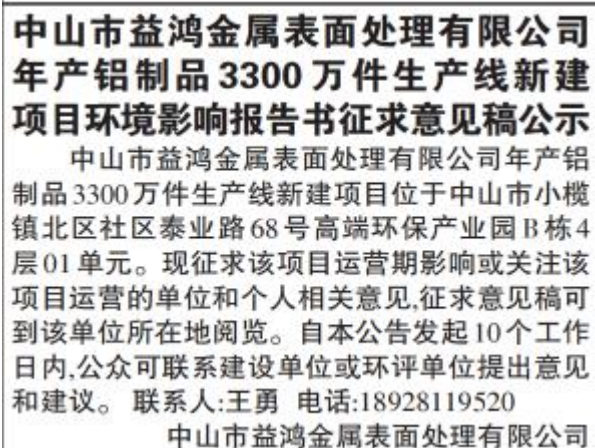 中山市益鸿金属表面处理有限公司
年产铝制品3300万件生产线新建
项目环境影响报告书征求意见稿公示
中山市益鸿金属表面处理有限公司年产铝
制品3300万件生产线新建项目位于中山市小榄
镇北区社区泰业路68号高端环保产业园B栋4
层01单元。现征求该项目运营期影响或关注该
项目运营的单位和个人相关意见,征求意见稿可
到该单位所在地阅览。自本公告发起10个工作
日内,公众可联系建设单位或环评单位提出意见
和建议。 联系人:王勇 电话:18928119520
中山市益鸿金属表面处理有限公司